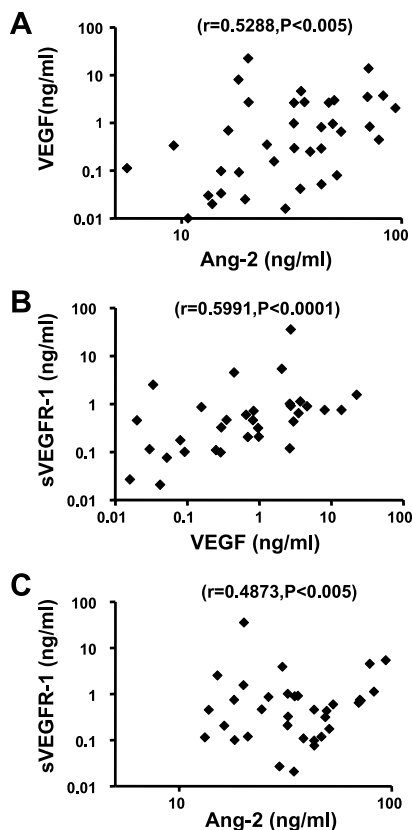 A
(r=0.5288,P<0.005)
VEGF(ng/ml)
100
10
1
0.1
0.01
10
100
Ang-2 (ng/ml)
B
(r=0.5991,P<0.0001)
sVEGFR-1 (ng/ml)
100
10
1
0.1
0.01
0.01
0.1
1
10
100
VEGF (ng/ml)
C
(r=0.4873,P<0.005)
sVEGFR-1 (ng/ml)
100
10
1
0.1
0.01
10
100
Ang-2 (ng/ml)